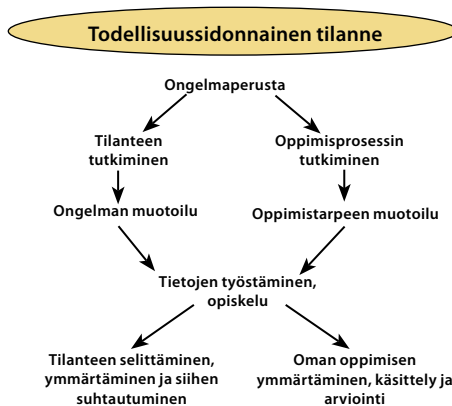 Todellisuussidonnainen tilanne
Ongelmaperusta
Tilanteen
tutkiminen
Oppimisprosessin
tutkiminen
Ongelman muotoilu
Oppimistarpeen muotoilu
Tietojen työstäminen,
opiskelu
Tilanteen selittäminen,
ymmärtäminen ja siihen
suhtautuminen
Oman oppimisen
ymmärtäminen, käsittely ja
arviointi